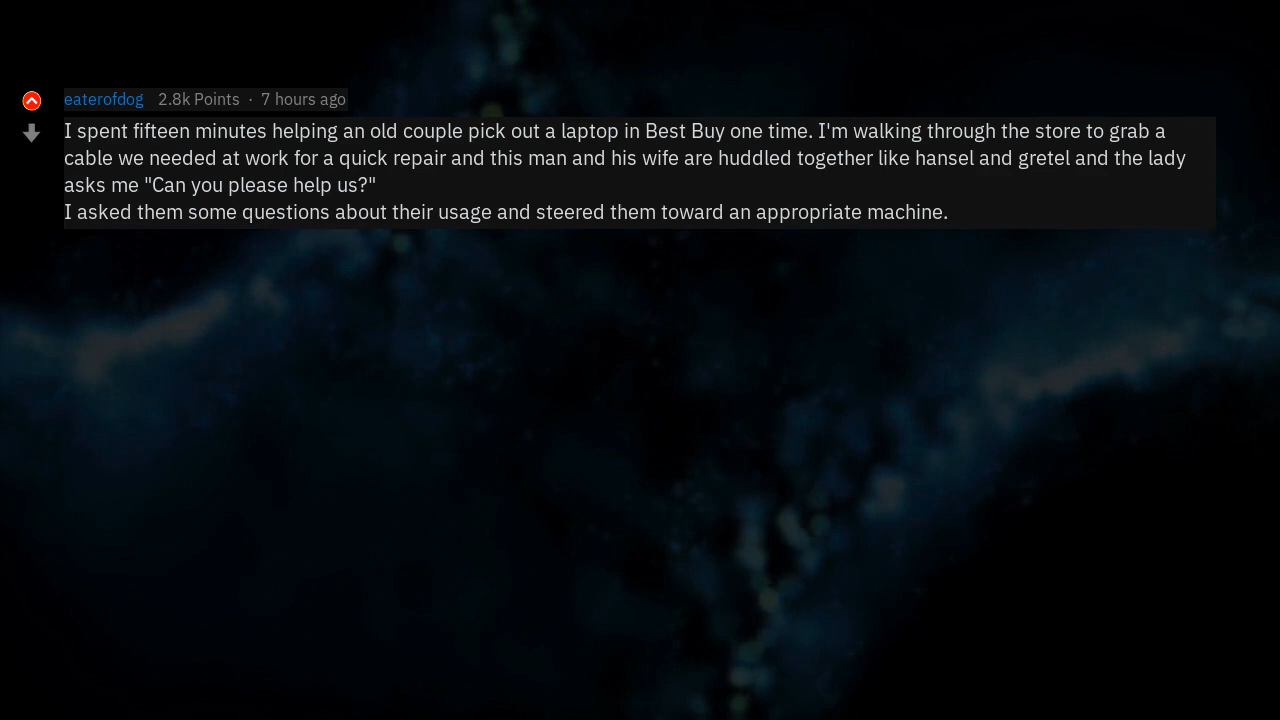 eaterofdog 2.8k Points · 7 hours ago
I spent fifteen minutes helping an old couple pick out a laptop in Best Buy one time. I'm walking through the store to grab a
cable we needed at work for a quick repair and this man and his wife are huddled together like hansel and gretel and the lady
asks me "Can you please help us?"
I asked them some questions about their usage and steered them toward an appropriate machine.